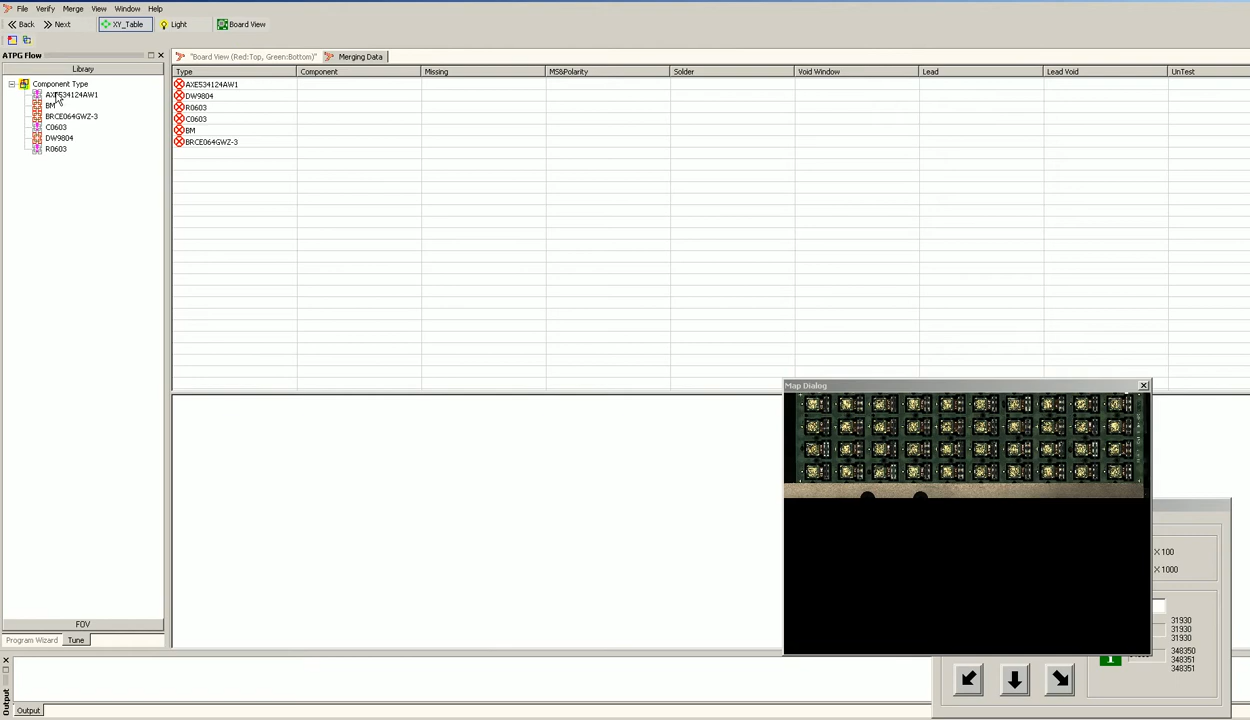 File Verify Merge View Window Help
Back Next XY_Table Light Board View
ATPG Flow
Library
Component Type
AXE534124AW1
BM
BRCE064GWZ-3
C0603
DW9804
R0603
FOV
Program Wizard Tune
"Board View (Red:Top, Green:Bottom)" Merging Data
Type Component Missing MS&Polarity Solder Void Window Lead Lead Void UnTest
AXE534124AW1
DW9804
R0603
C0603
BM
BRCE064GWZ-3
Map Dialog
X 100
X 1000
31930
31930
31930
348350
348351
348351
Output
Output